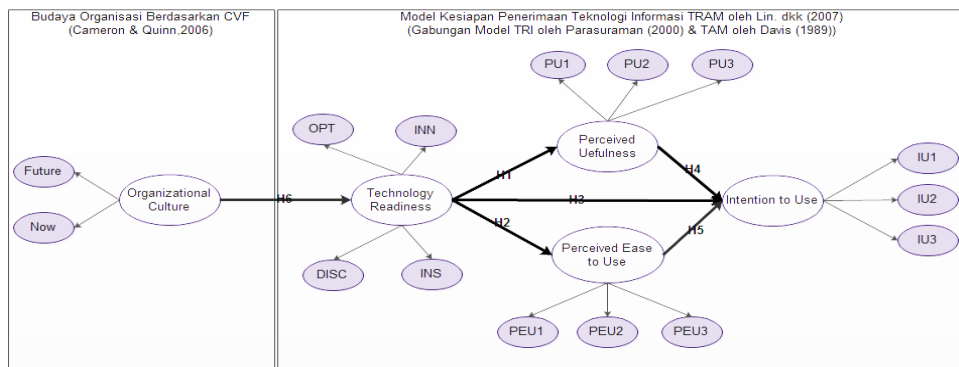 Budaya Organisasi Berdasarkan CVF
(Cameron & Quinn,2006)
Model Kesiapan Penerimaan Teknologi Informasi TRAM oleh Lin. dkk (2007)
(Gabungan Model TRI oleh Parasuraman (2000) & TAM oleh Davis (1989))
PU1
PU2
PU3
OPT
INN
Perceived
Uefulness
Future
Now
Organizational
Culture
H6
Technology
Readiness
H1
H4
H3
H2
H5
Intention to Use
IU1
IU2
IU3
DISC
INS
Perceived Ease
to Use
PEU1
PEU2
PEU3